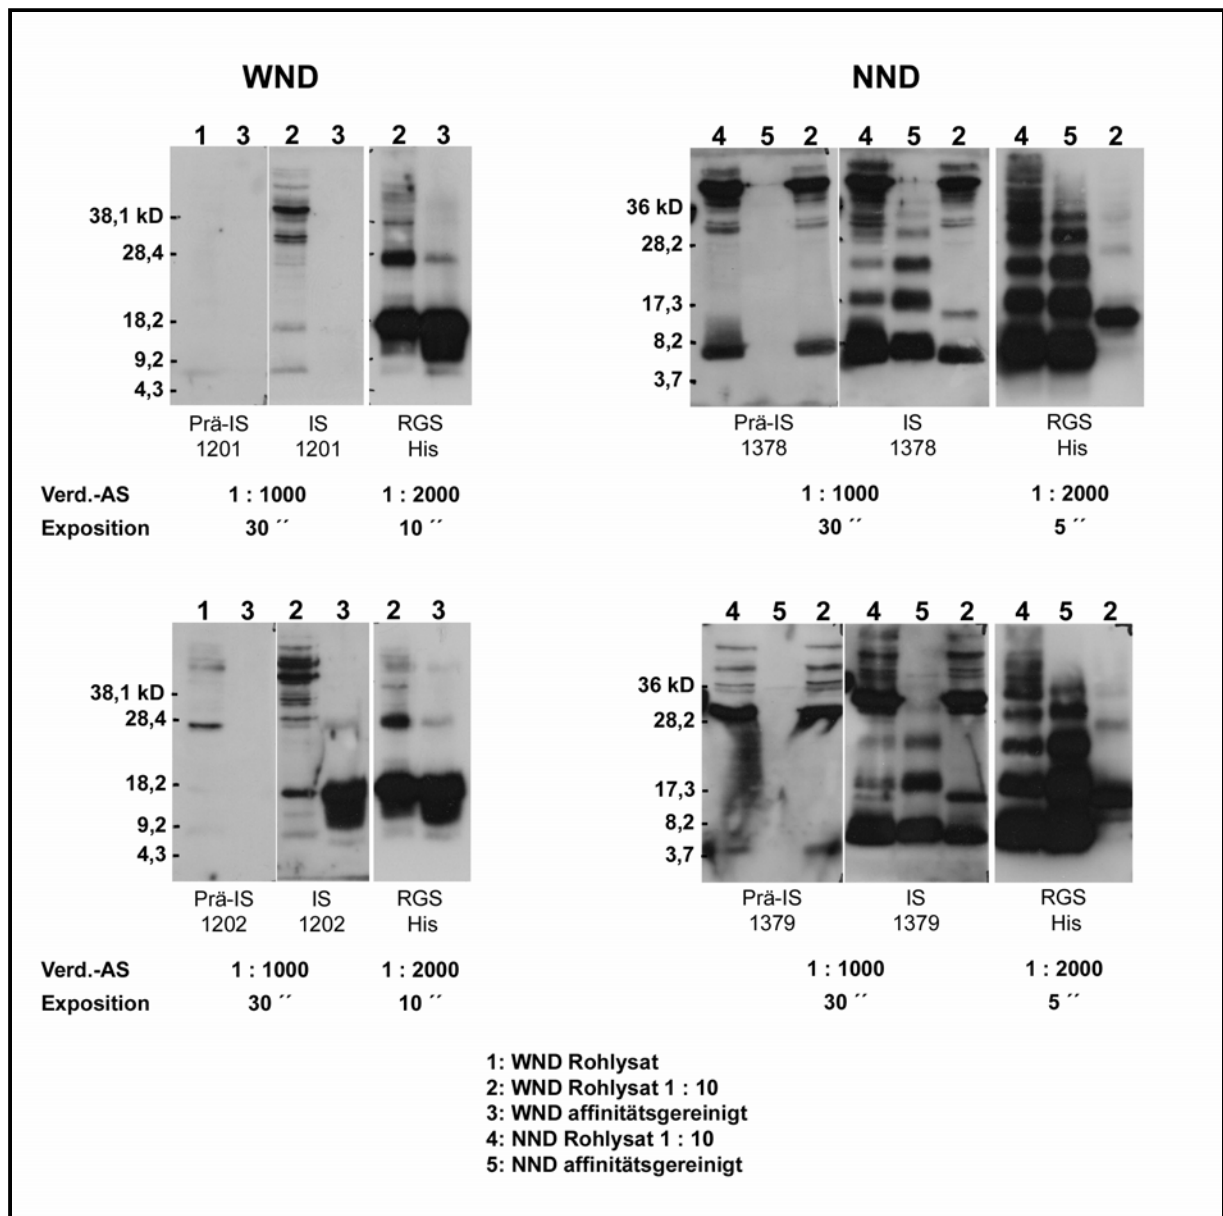 WND
1 3 2 3 2 3
38,1 kD -
28,4 -
18,2 -
9,2 -
4,3 -
Prä-IS IS RGS
1201 1201 His
Verd.-AS 1 : 1000 1 : 2000
Exposition 30 ´´ 10 ´´
NND
4 5 2 4 5 2 4 5 2
36 kD -
28,2 -
17,3 -
8,2 -
3,7 -
Prä-IS IS RGS
1378 1378 His
1 : 1000 1 : 2000
30 ´´ 5 ´´
1 3 2 3 2 3
38,1 kD -
28,4 -
18,2 -
9,2 -
4,3 -
Prä-IS IS RGS
1202 1202 His
Verd.-AS 1 : 1000 1 : 2000
Exposition 30 ´´ 10 ´´
4 5 2 4 5 2 4 5 2
36 kD -
28,2 -
17,3 -
8,2 -
3,7 -
Prä-IS IS RGS
1379 1379 His
1 : 1000 1 : 2000
30 ´´ 5 ´´
1: WND Rohlysat
2: WND Rohlysat 1 : 10
3: WND affinitätsgereinigt
4: NND Rohlysat 1 : 10
5: NND affinitätsgereinigt